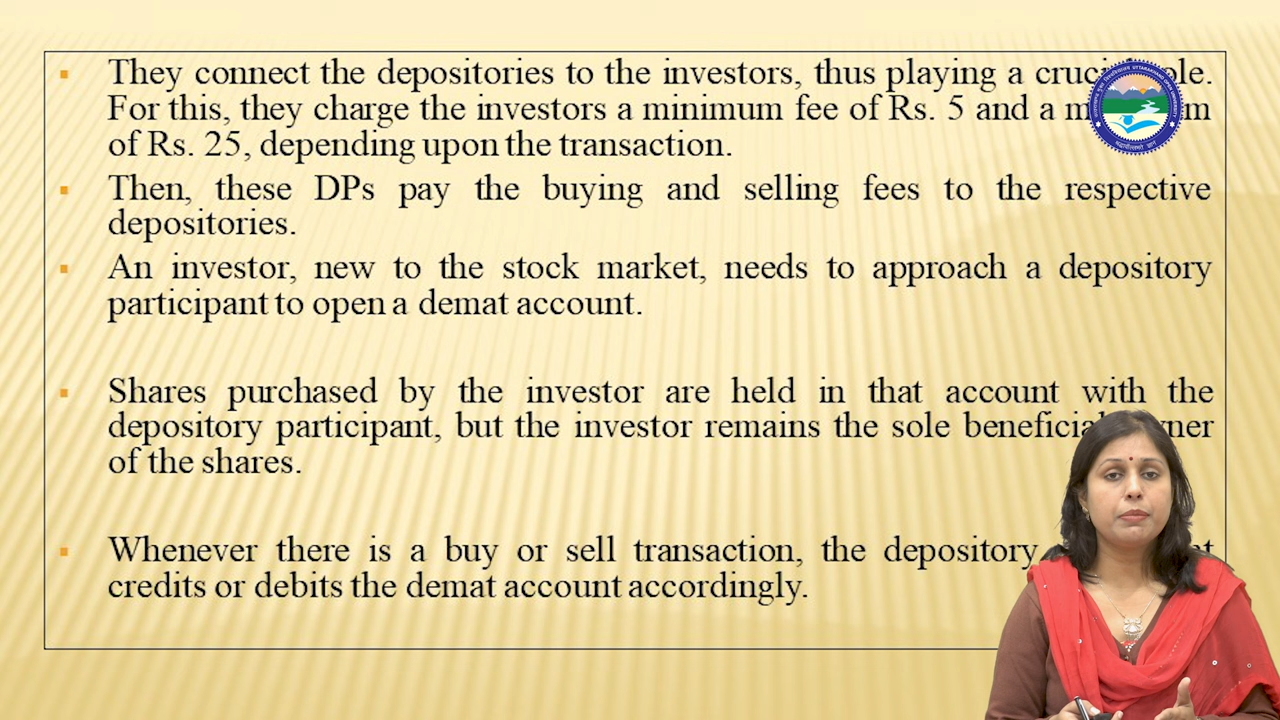 They connect the depositories to the investors, thus playing a
For this, they charge the investors a minimum fee of Rs. 5 and a
of Rs. 25, depending upon the transaction.
Then, these DPs pay the buying and selling fees to the respective
depositories.
An investor, new to the stock market, needs to approach a depository
participant to open a demat account.
Shares purchased by the investor are held in that account with the
depository participant, but the investor remains the sole
of the shares.
Whenever there is a buy or sell transaction, the depository
credits or debits the demat account accordingly.